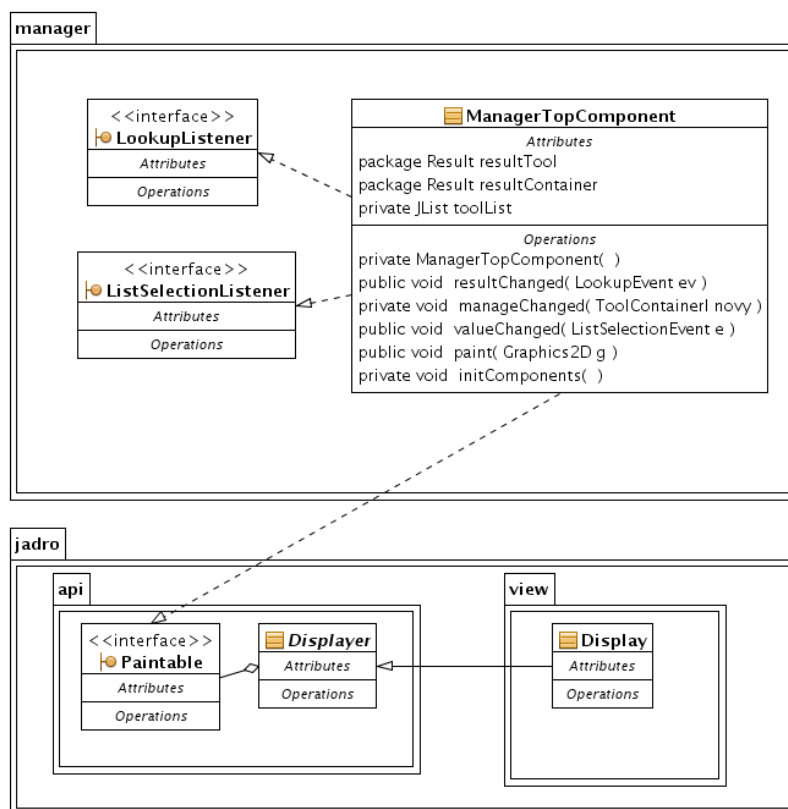 manager
<<interface>>
LookupListener
Attributes
Operations
ManagerTopComponent
Attributes
package Result resultTool
package Result resultContainer
private JList toolList
Operations
private ManagerTopComponent( )
public void resultChanged( LookupEvent ev )
private void manageChanged( ToolContainerI novy )
public void valueChanged( ListSelectionEvent e )
public void paint( Graphics2D g )
private void initComponents( )
<<interface>>
ListSelectionListener
Attributes
Operations
jadro
api
<<interface>>
Paintable
Attributes
Operations
Displayer
Attributes
Operations
view
Display
Attributes
Operations